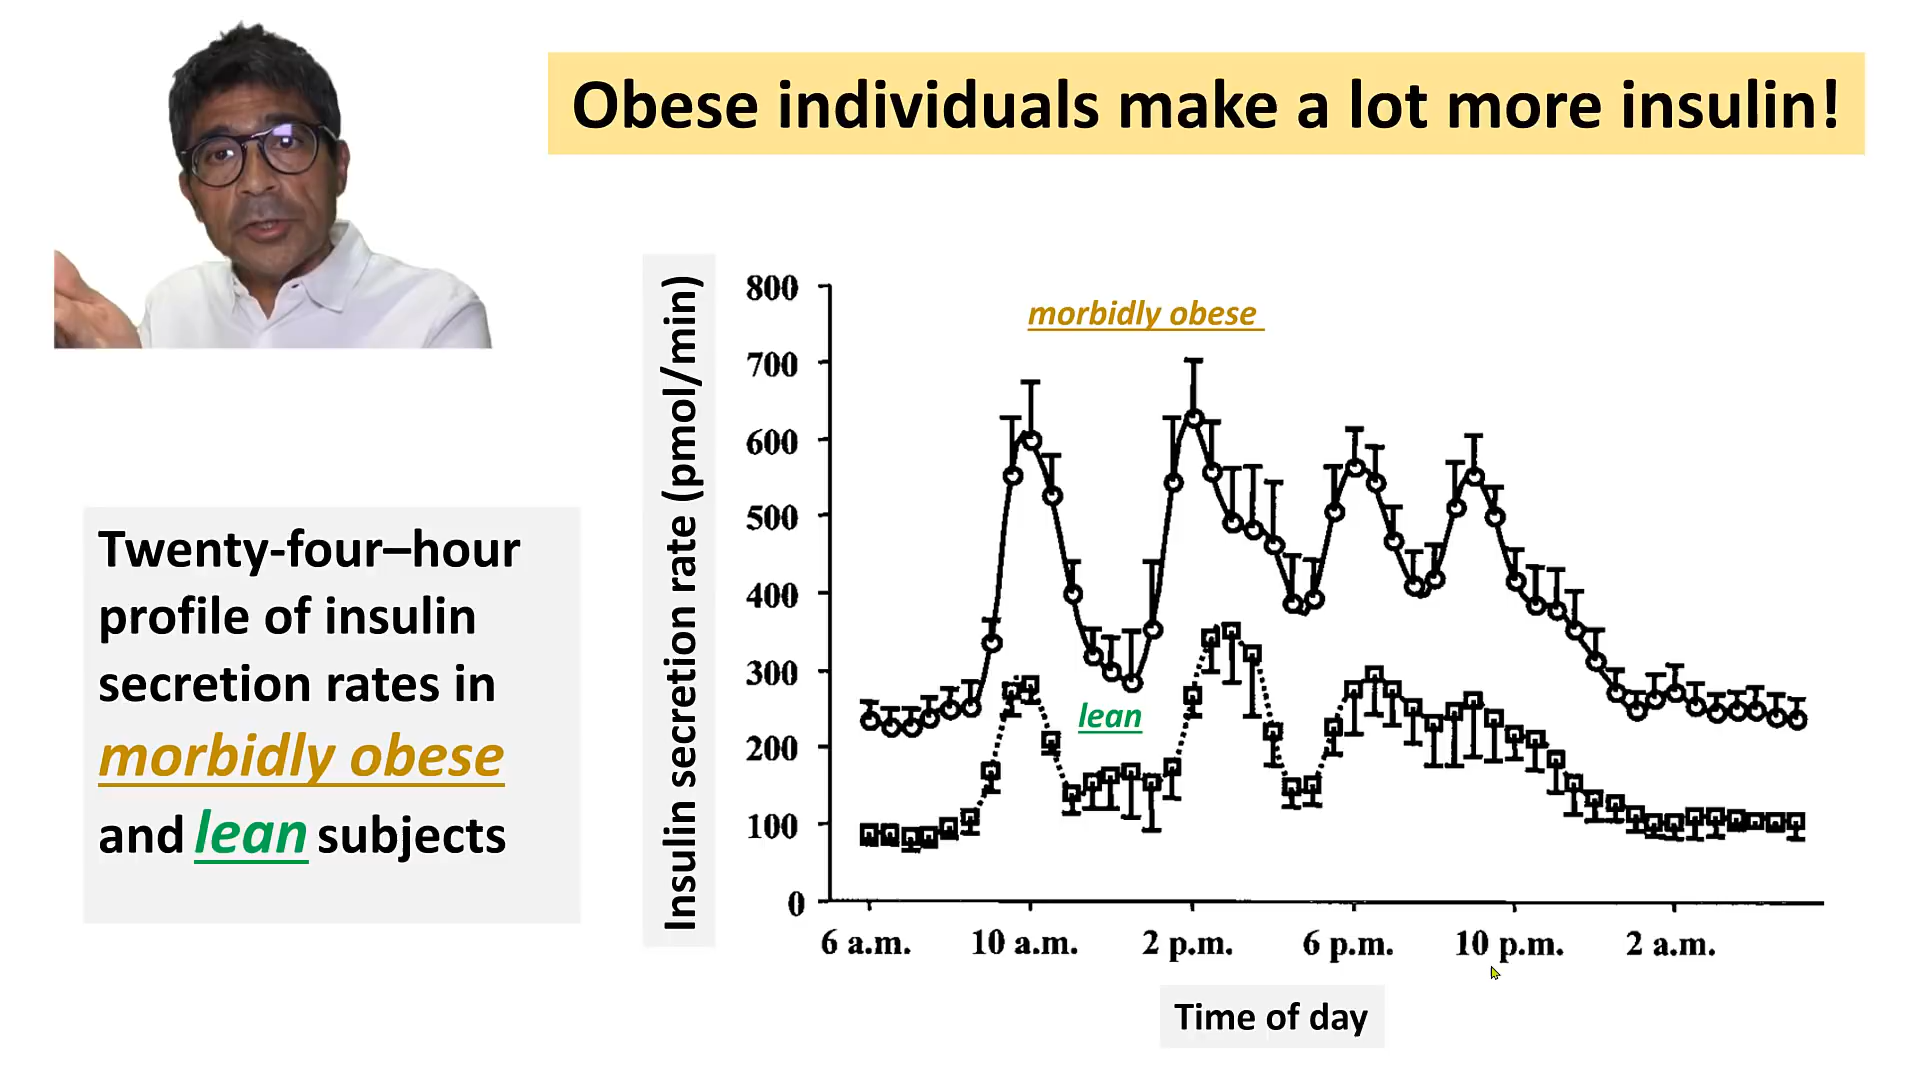 Obese individuals make a lot more insulin!
Twenty-four–hour
profile of insulin
secretion rates in
morbidly obese
and lean subjects
Insulin secretion rate (pmol/min)
800
700
600
500
400
300
200
100
0
morbidly obese
lean
6 a.m. 10 a.m. 2 p.m. 6 p.m. 10 p.m. 2 a.m.
Time of day